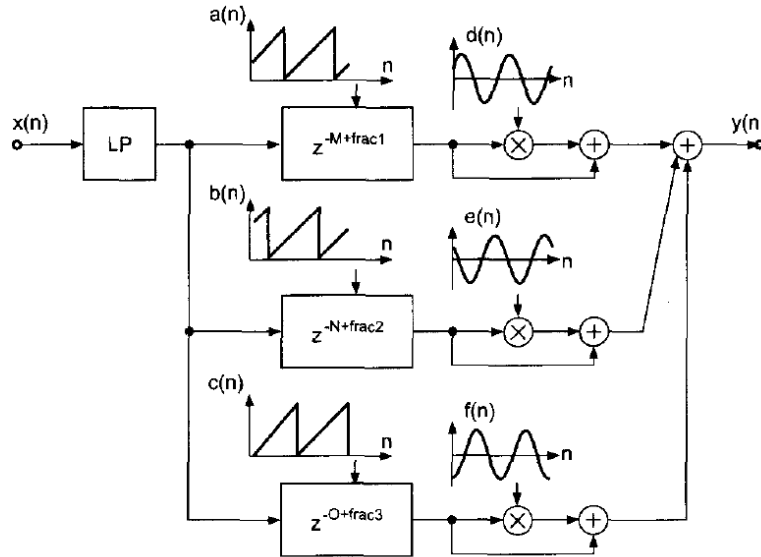 a(n)
d(n)
n
n
x(n)
LP
z-M+frac1
y(n
b(n)
e(n)
n
n
z-N+frac2
c(n)
f(n)
n
n
z-O+frac3